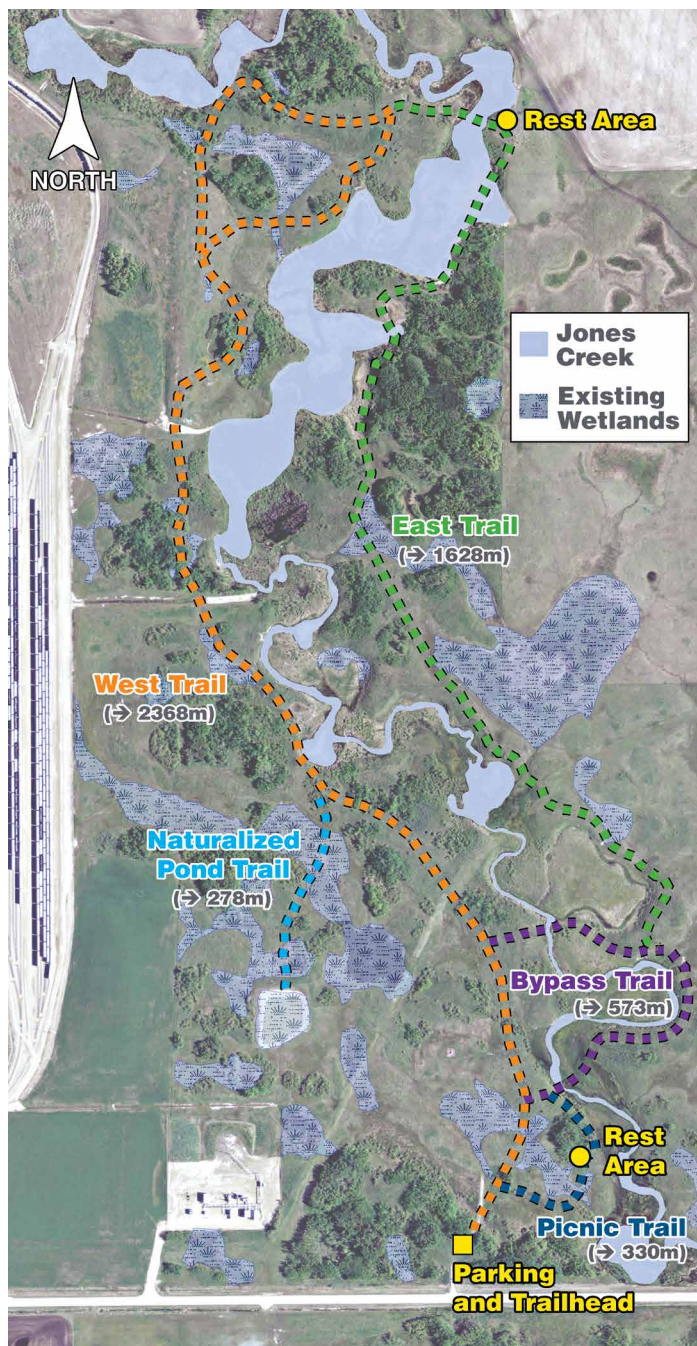 Rest Area
NORTH
Jones
Creek
Existing
Wetlands
East Trail
(→ 1628m)
West Trail
(→ 2368m)
Naturalized
Pond Trail
(→ 278m)
Bypass Trail
(→ 573m)
Rest
Area
Picnic Trail
(→ 330m)
Parking
and Trailhead